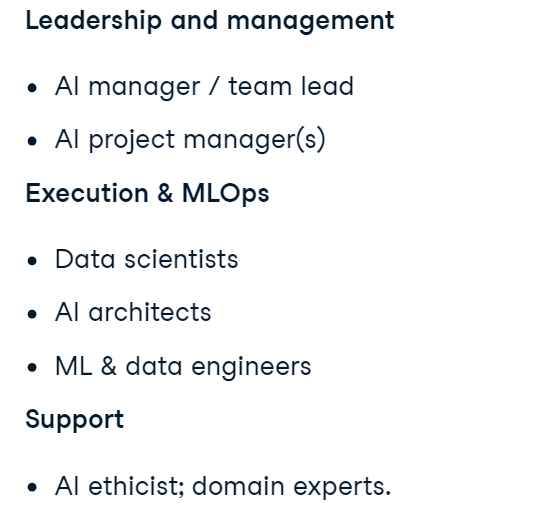 Leadership and management
• AI manager / team lead
• AI project manager(s)
Execution & MLOps
• Data scientists
• AI architects
• ML & data engineers
Support
• AI ethicist; domain experts.